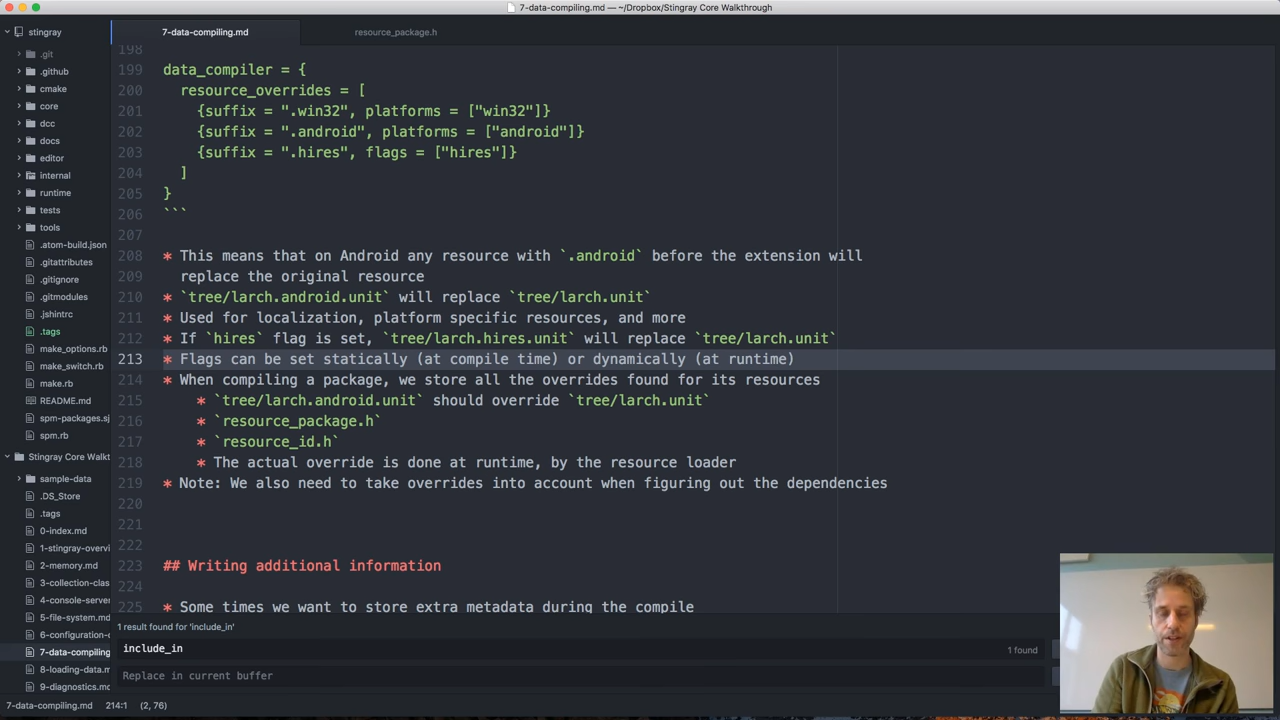 7-data-compiling.md — ~/Dropbox/Stingray Core Walkthrough
stingray
.git
.github
cmake
core
dcc
docs
editor
internal
runtime
tests
tools
.atom-build.json
.gitattributes
.gitignore
.gitmodules
.jshintrc
.tags
make_options.rb
make_switch.rb
make.rb
README.md
spm-packages.sj
spm.rb
Stingray Core Walkt
sample-data
.DS_Store
.tags
0-index.md
1-stingray-overvi
2-memory.md
3-collection-clas
4-console-server
5-file-system.md
6-configuration-c
7-data-compiling
8-loading-data.m
9-diagnostics.md
7-data-compiling.md
resource_package.h
198
199 data_compiler = {
200 resource_overrides = [
201 {suffix = ".win32", platforms = ["win32"]}
202 {suffix = ".android", platforms = ["android"]}
203 {suffix = ".hires", flags = ["hires"]}
204 ]
205 }
206 ```
207
208 * This means that on Android any resource with `.android` before the extension will
209 replace the original resource
210 * `tree/larch.android.unit` will replace `tree/larch.unit`
211 * Used for localization, platform specific resources, and more
212 * If `hires` flag is set, `tree/larch.hires.unit` will replace `tree/larch.unit`
213 * Flags can be set statically (at compile time) or dynamically (at runtime)
214 * When compiling a package, we store all the overrides found for its resources
215 * `tree/larch.android.unit` should override `tree/larch.unit`
216 * `resource_package.h`
217 * `resource_id.h`
218 * The actual override is done at runtime, by the resource loader
219 * Note: We also need to take overrides into account when figuring out the dependencies
220
221
222
223 ## Writing additional information
224
225 * Some times we want to store extra metadata during the compile
1 result found for 'include_in'
include_in
1 found
Replace in current buffer
7-data-compiling.md 214:1 (2, 76)